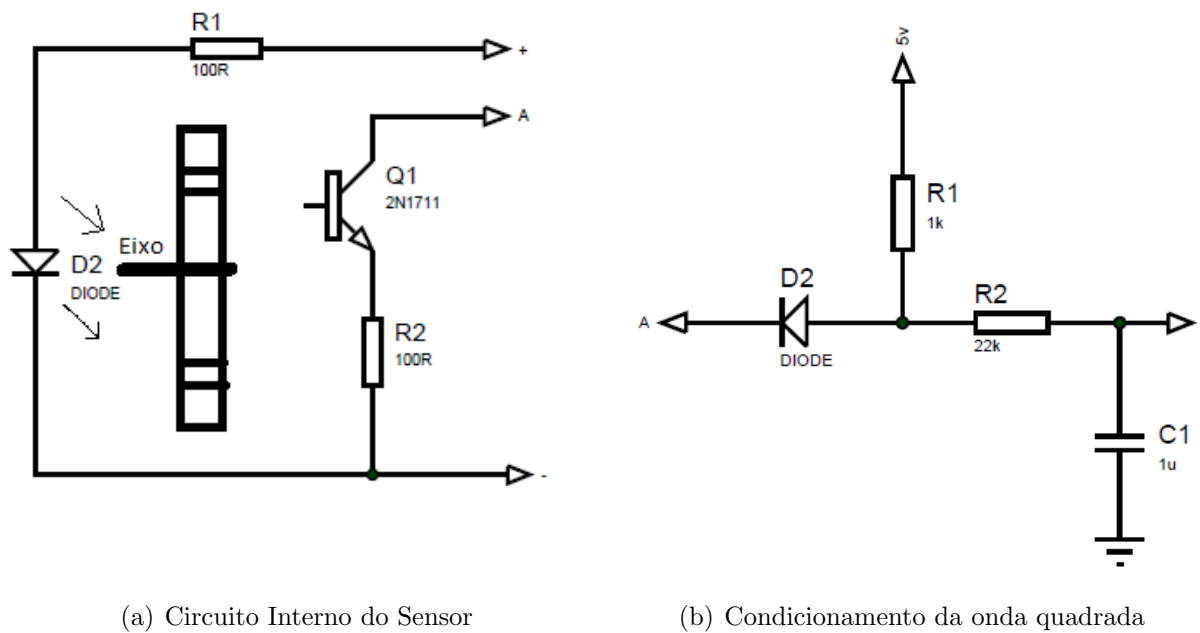 R1
100R
+
A
Q1
2N1711
Eixo
D2
DIODE
R2
100R
-
(a) Circuito Interno do Sensor
5v
R1
1k
D2
DIODE
A
R2
22k
C1
1u
(b) Condicionamento da onda quadrada